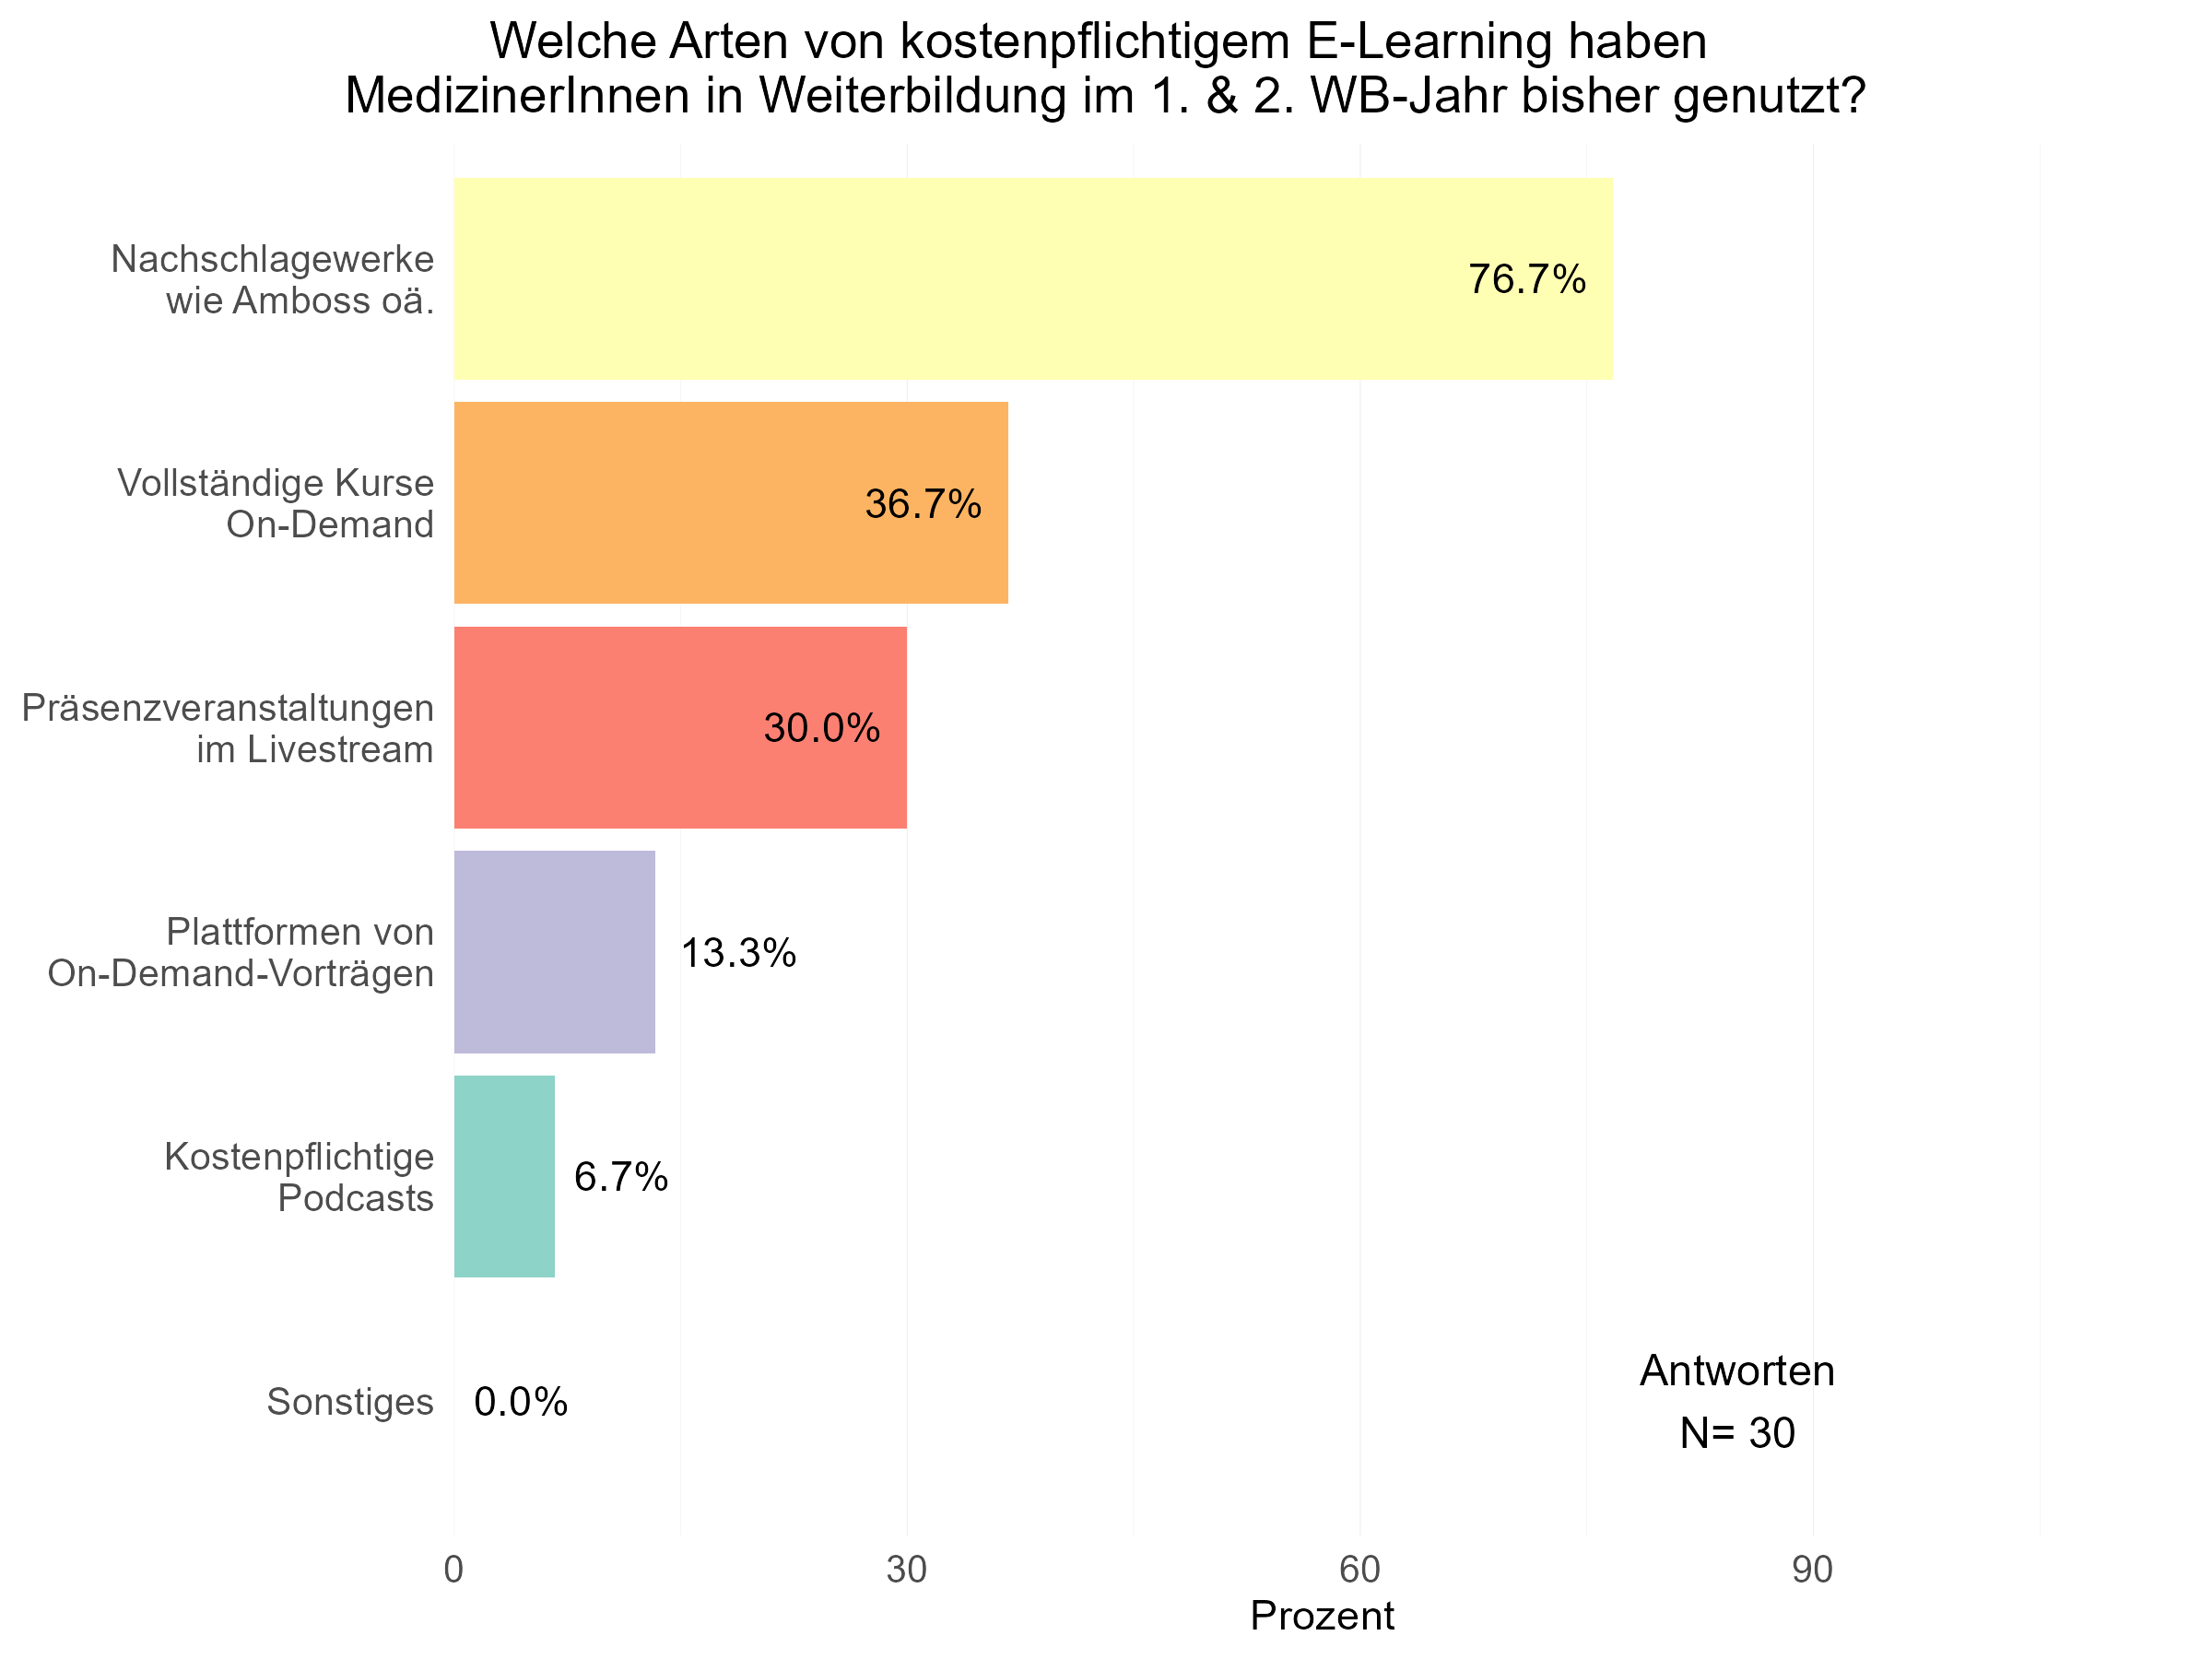 Welche Arten von kostenpflichtigem E-Learning haben
MedizinerInnen in Weiterbildung im 1. & 2. WB-Jahr bisher genutzt?
Nachschlagewerke
wie Amboss oä.
76.7%
Vollständige Kurse
On-Demand
36.7%
Präsenzveranstaltungen
im Livestream
30.0%
Plattformen von
On-Demand-Vorträgen
13.3%
Kostenpflichtige
Podcasts
6.7%
Sonstiges
0.0%
Antworten
N= 30
0 30 60 90
Prozent